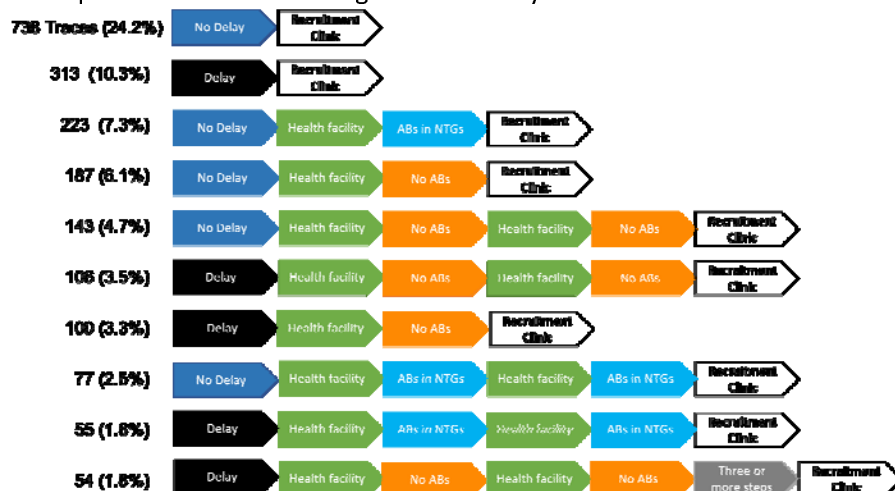 738 Traces (24.2%) No Delay Recruitment Clinic
313 (10.3%) Delay Recruitment Clinic
223 (7.3%) No Delay Health facility ABs in NTGs Recruitment Clinic
187 (6.1%) No Delay Health facility No ABs Recruitment Clinic
143 (4.7%) No Delay Health facility No ABs Health facility No ABs Recruitment Clinic
106 (3.5%) Delay Health facility No ABs Health facility No ABs Recruitment Clinic
100 (3.3%) Delay Health facility No ABs Recruitment Clinic
77 (2.5%) No Delay Health facility ABs in NTGs Health facility ABs in NTGs Recruitment Clinic
55 (1.8%) Delay Health facility ABs in NTGs Health facility ABs in NTGs Recruitment Clinic
54 (1.8%) Delay Health facility No ABs Health facility No ABs Three or more steps Recruitment Clinic